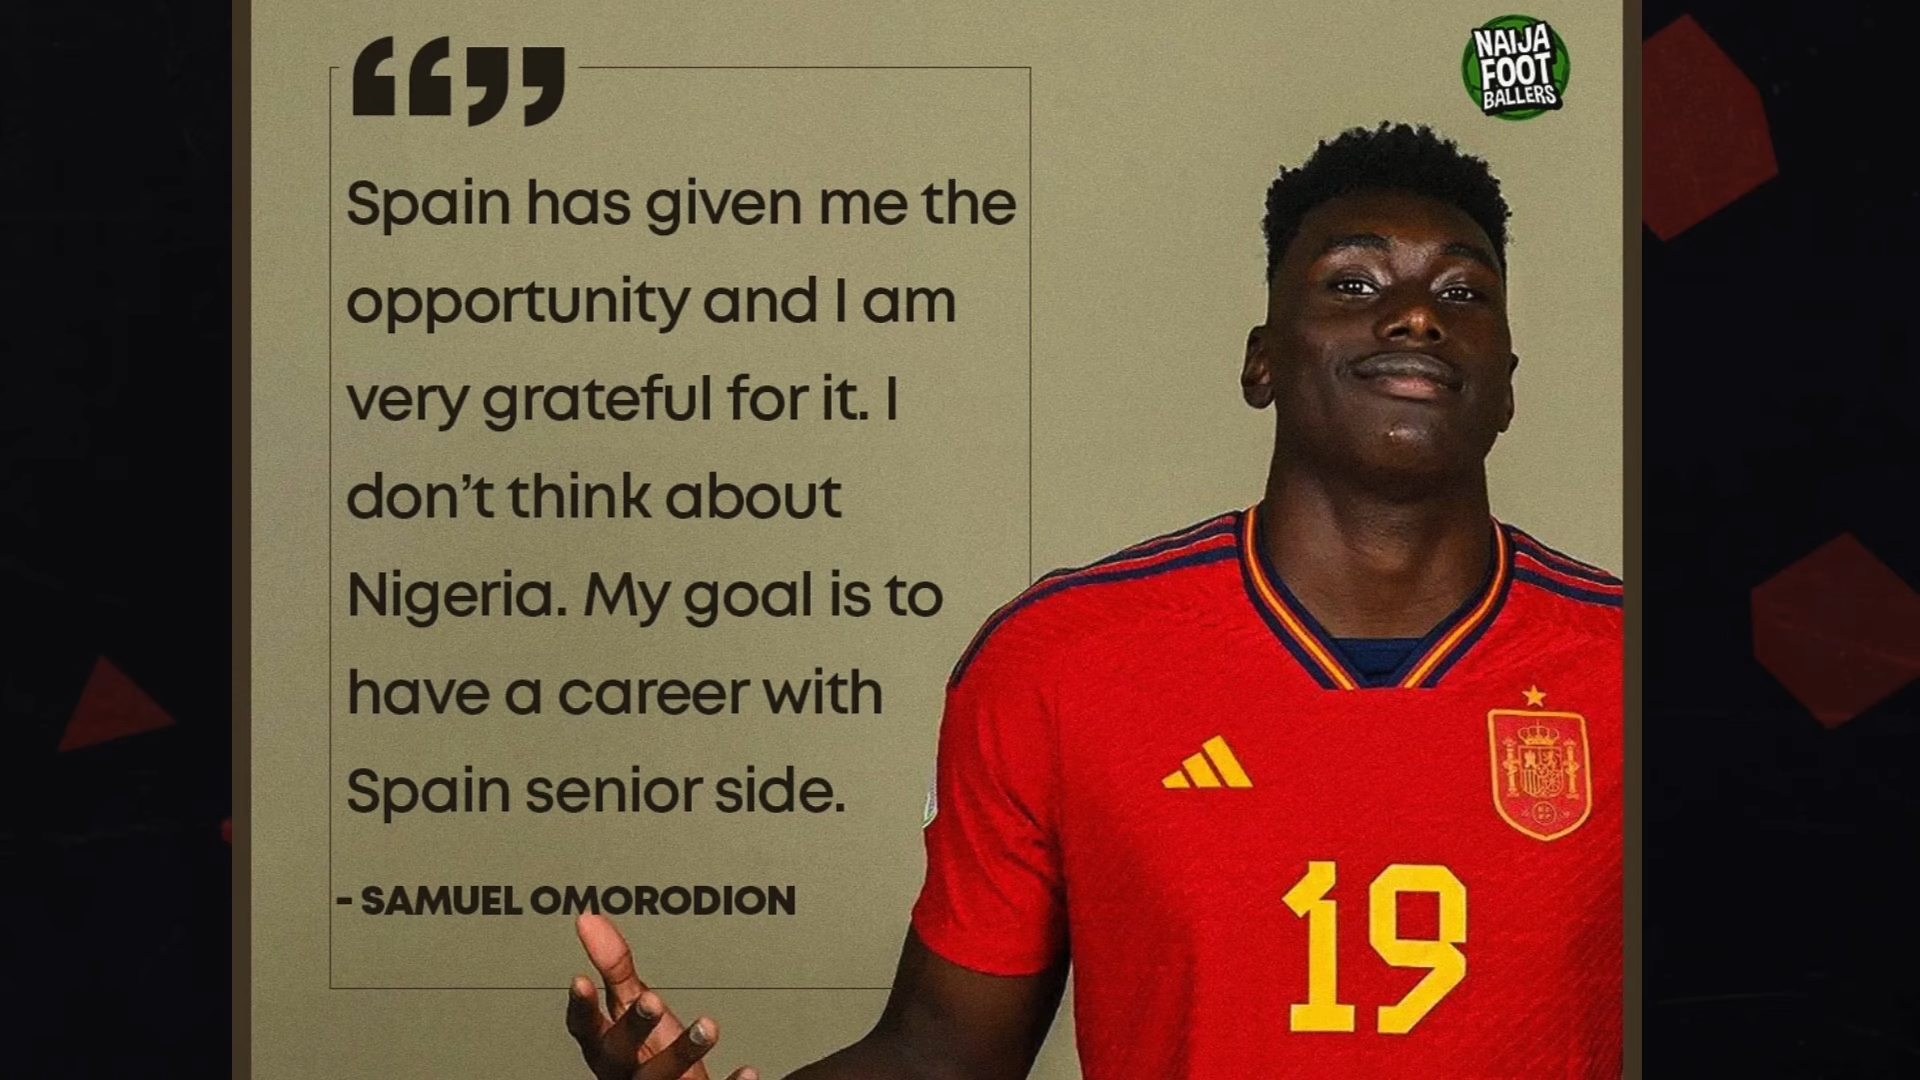 NAIJA
FOOT
BALLERS
“”
Spain has given me the
opportunity and I am
very grateful for it. I
don’t think about
Nigeria. My goal is to
have a career with
Spain senior side.
- SAMUEL OMORODION
19